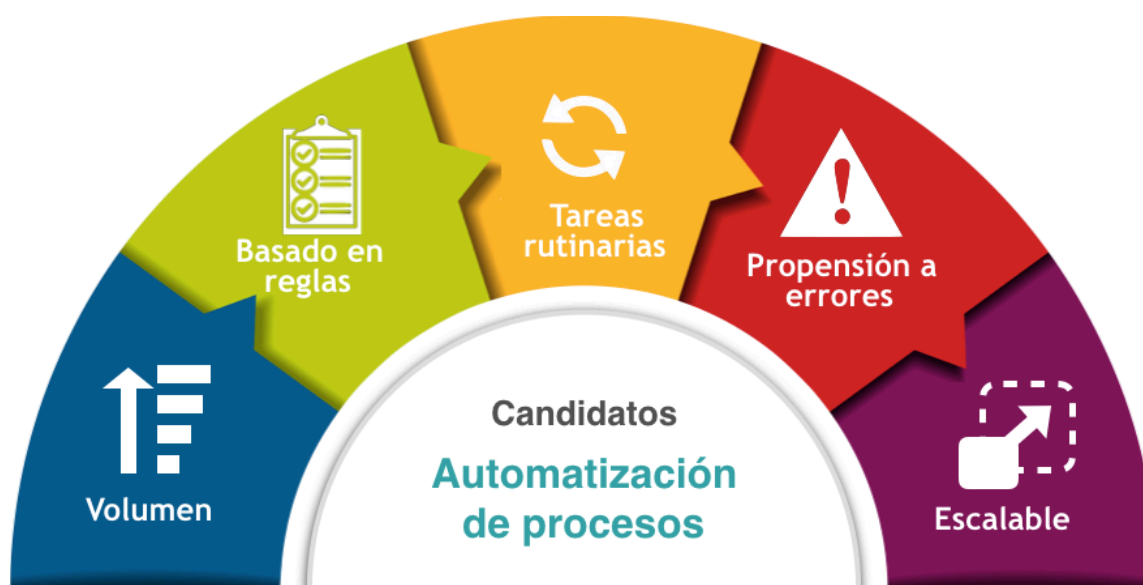 Volumen
Basado en
reglas
Tareas
rutinarias
Propensión a
errores
Escalable
Candidatos
Automatización
de procesos